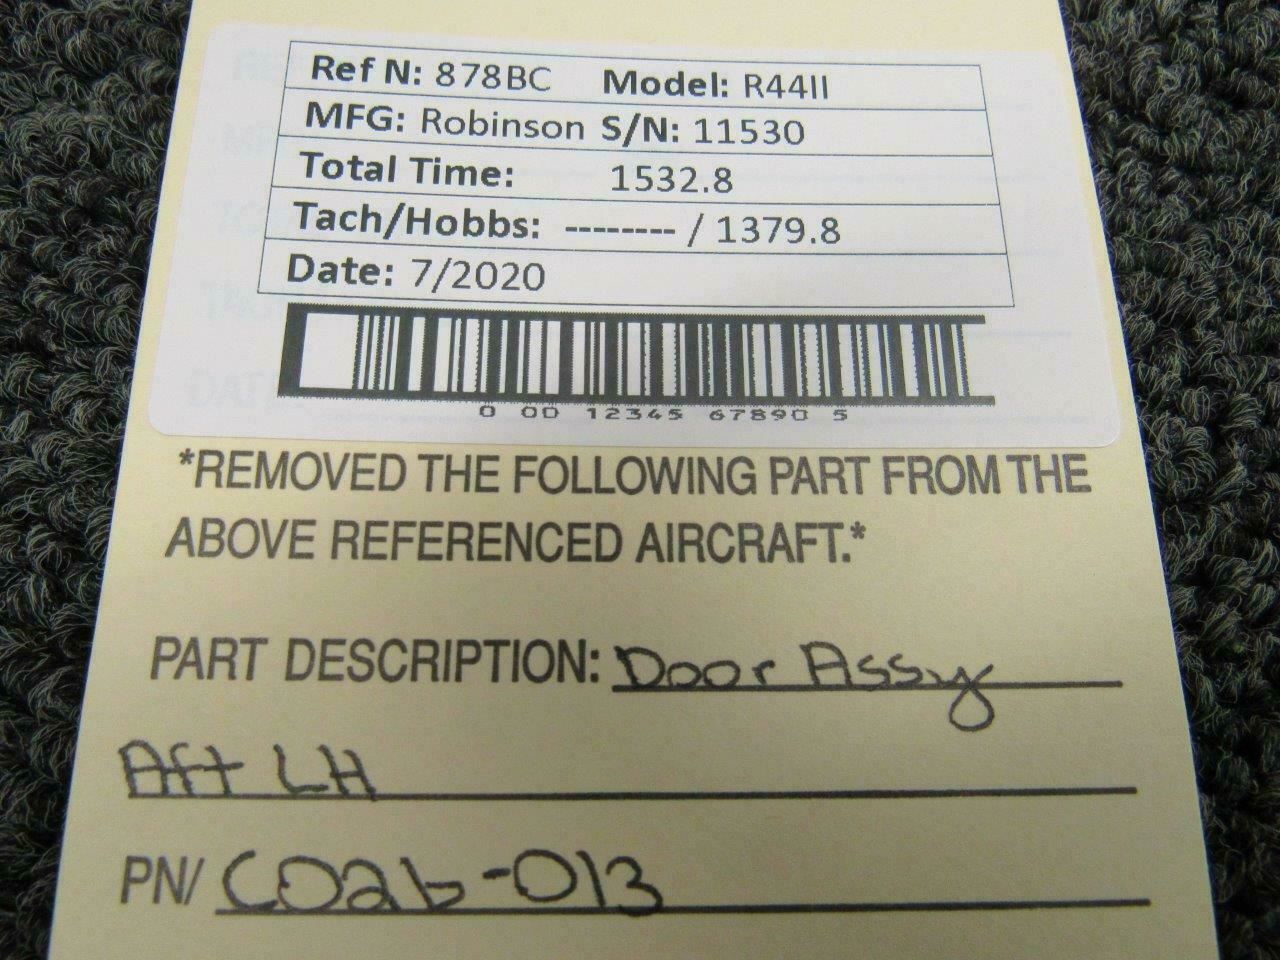 Ref N: 878BC Model: R44II
MFG: Robinson S/N: 11530
Total Time: 1532.8
Tach/Hobbs: -------- / 1379.8
Date: 7/2020
0 00 12345 67890 5
*REMOVED THE FOLLOWING PART FROM THE
ABOVE REFERENCED AIRCRAFT.*
PART DESCRIPTION: Door Assy
Aft LH
PN/ C026-013